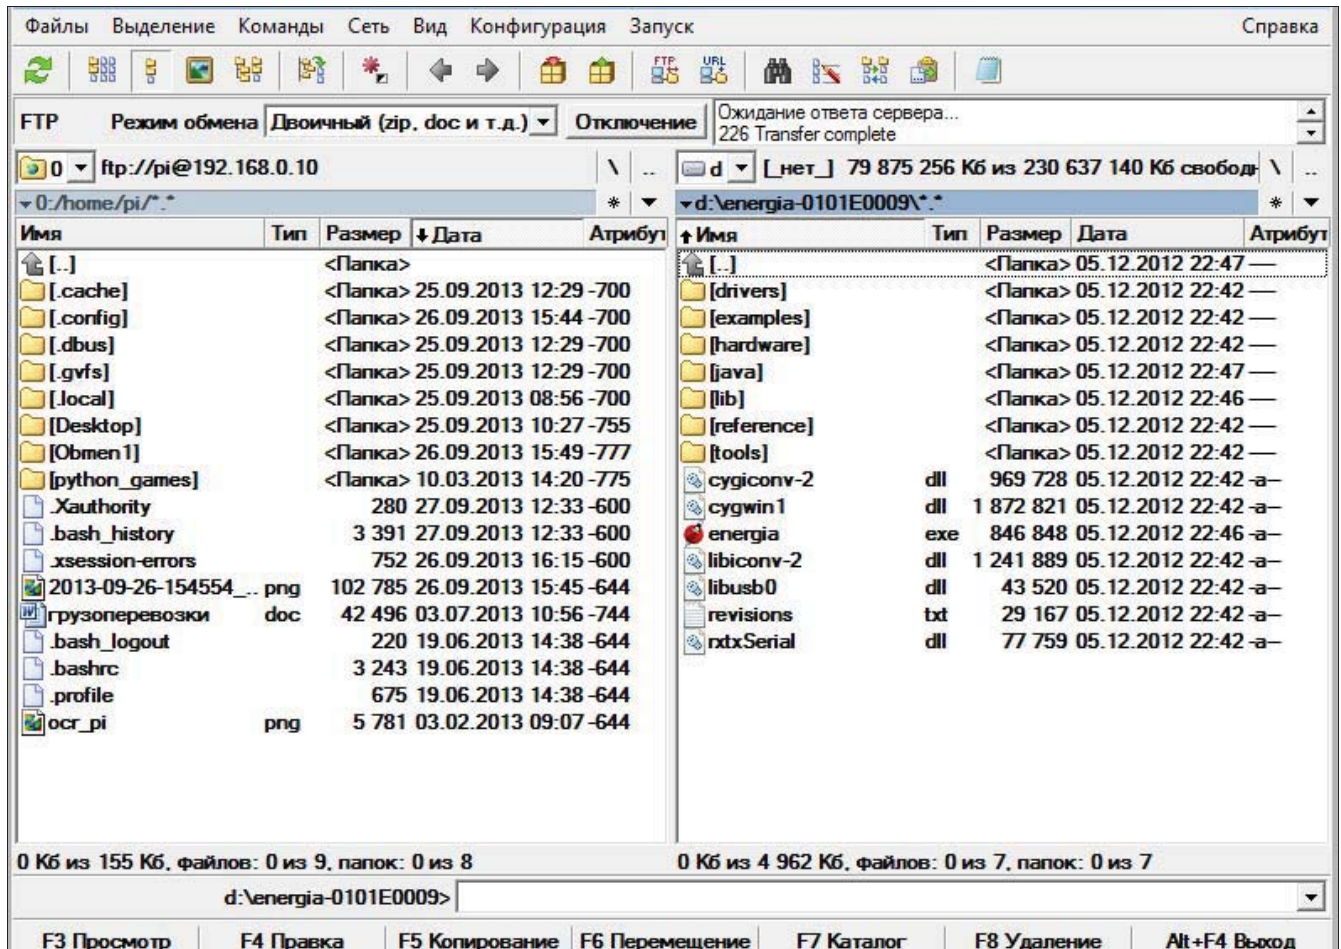 Файлы Выделение Команды Сеть Вид Конфигурация Запуск Справка
FTP URL
FTP Режим обмена Двоичный (zip, doc и т.д.) Отключение
Ожидание ответа сервера...
226 Transfer complete
0 ftp://pi@192.168.0.10 \ ..
0:/home/pi/*.* *
Имя Тип Размер Дата Атрибут
[..] <Папка>
[.cache] <Папка> 25.09.2013 12:29 -700
[.config] <Папка> 26.09.2013 15:44 -700
[.dbus] <Папка> 25.09.2013 12:29 -700
[.gvfs] <Папка> 25.09.2013 12:29 -700
[.local] <Папка> 25.09.2013 08:56 -700
[Desktop] <Папка> 25.09.2013 10:27 -755
[Obmen1] <Папка> 26.09.2013 15:49 -777
[python_games] <Папка> 10.03.2013 14:20 -775
.Xauthority 280 27.09.2013 12:33 -600
.bash_history 3 391 27.09.2013 12:33 -600
.xsession-errors 752 26.09.2013 16:15 -600
2013-09-26-154554_.. png 102 785 26.09.2013 15:45 -644
грузоперевозки doc 42 496 03.07.2013 10:56 -744
.bash_logout 220 19.06.2013 14:38 -644
.bashrc 3 243 19.06.2013 14:38 -644
.profile 675 19.06.2013 14:38 -644
ocr_pi png 5 781 03.02.2013 09:07 -644
0 Кб из 155 Кб, файлов: 0 из 9, папок: 0 из 8
d [_нет_] 79 875 256 Кб из 230 637 140 Кб свободн \ ..
d:\energia-0101E0009\*.* *
Имя Тип Размер Дата Атрибут
[..] <Папка> 05.12.2012 22:47 ----
[drivers] <Папка> 05.12.2012 22:42 ----
[examples] <Папка> 05.12.2012 22:42 ----
[hardware] <Папка> 05.12.2012 22:42 ----
[java] <Папка> 05.12.2012 22:47 ----
[lib] <Папка> 05.12.2012 22:46 ----
[reference] <Папка> 05.12.2012 22:42 ----
[tools] <Папка> 05.12.2012 22:42 ----
cygiconv-2 dll 969 728 05.12.2012 22:42 -a--
cygwin1 dll 1 872 821 05.12.2012 22:42 -a--
energia exe 846 848 05.12.2012 22:46 -a--
libiconv-2 dll 1 241 889 05.12.2012 22:42 -a--
libusb0 dll 43 520 05.12.2012 22:42 -a--
revisions txt 29 167 05.12.2012 22:42 -a--
rxtxSerial dll 77 759 05.12.2012 22:42 -a--
0 Кб из 4 962 Кб, файлов: 0 из 7, папок: 0 из 7
d:\energia-0101E0009>
F3 Просмотр F4 Правка F5 Копирование F6 Перемещение F7 Каталог F8 Удаление Alt+F4 Выход